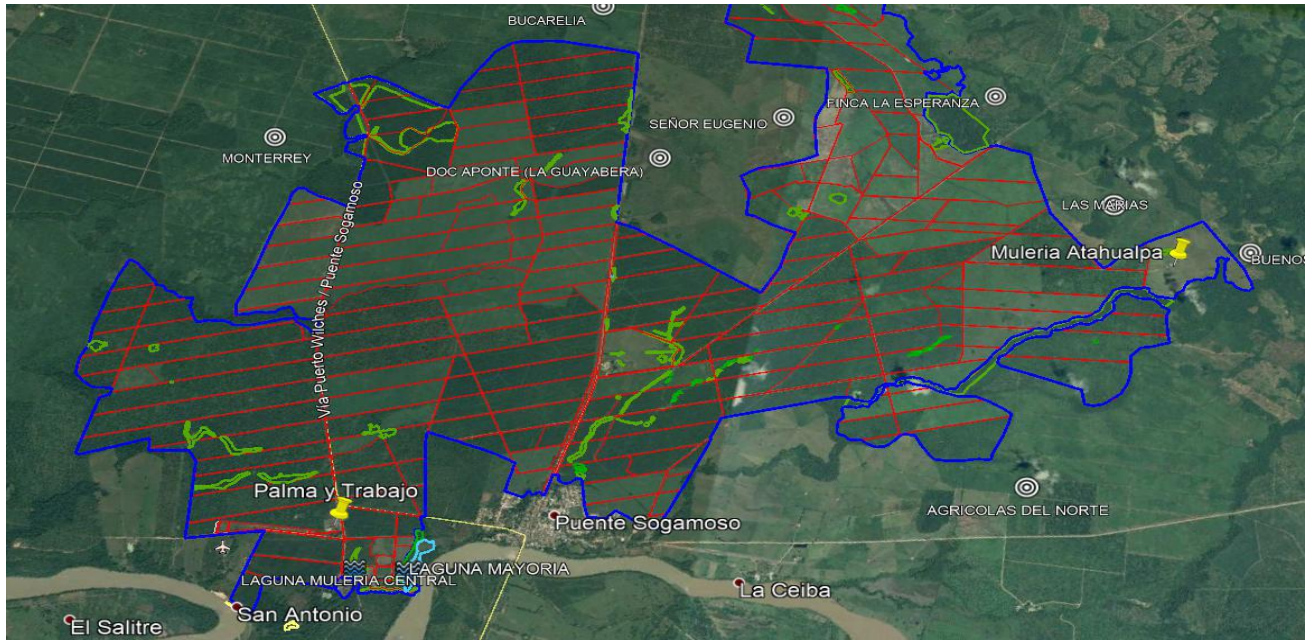 BUCARELIA
FINCA LA ESPERANZA
SEÑOR EUGENIO
MONTERREY
DOC APONTE (LA GUAYABERA)
LAS MARIAS
Muleria Atahualpa
BUENOS
Vía Puerto Wilches / Puente Sogamoso
Palma y Trabajo
AGRICOLAS DEL NORTE
Puente Sogamoso
LAGUNA MAYORIA
LAGUNA MULERIA CENTRAL
La Ceiba
San Antonio
El Salitre